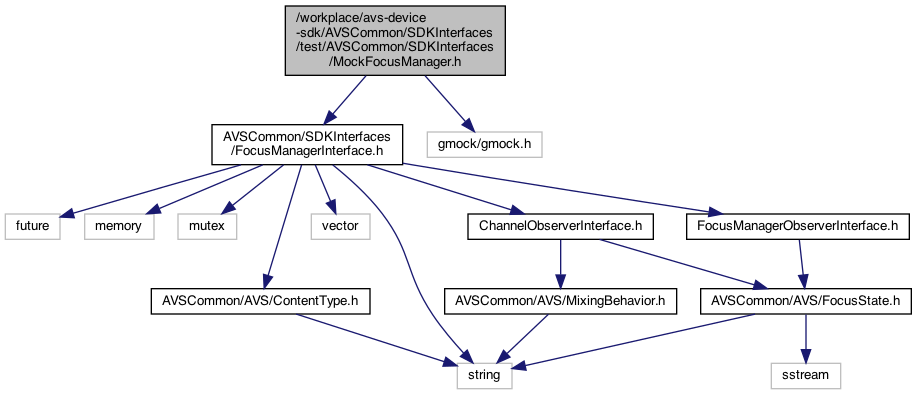 /workplace/avs-device
-sdk/AVSCommon/SDKInterfaces
/test/AVSCommon/SDKInterfaces
/MockFocusManager.h
AVSCommon/SDKInterfaces
/FocusManagerInterface.h
gmock/gmock.h
future
memory
mutex
vector
ChannelObserverInterface.h
FocusManagerObserverInterface.h
AVSCommon/AVS/ContentType.h
AVSCommon/AVS/MixingBehavior.h
AVSCommon/AVS/FocusState.h
string
sstream